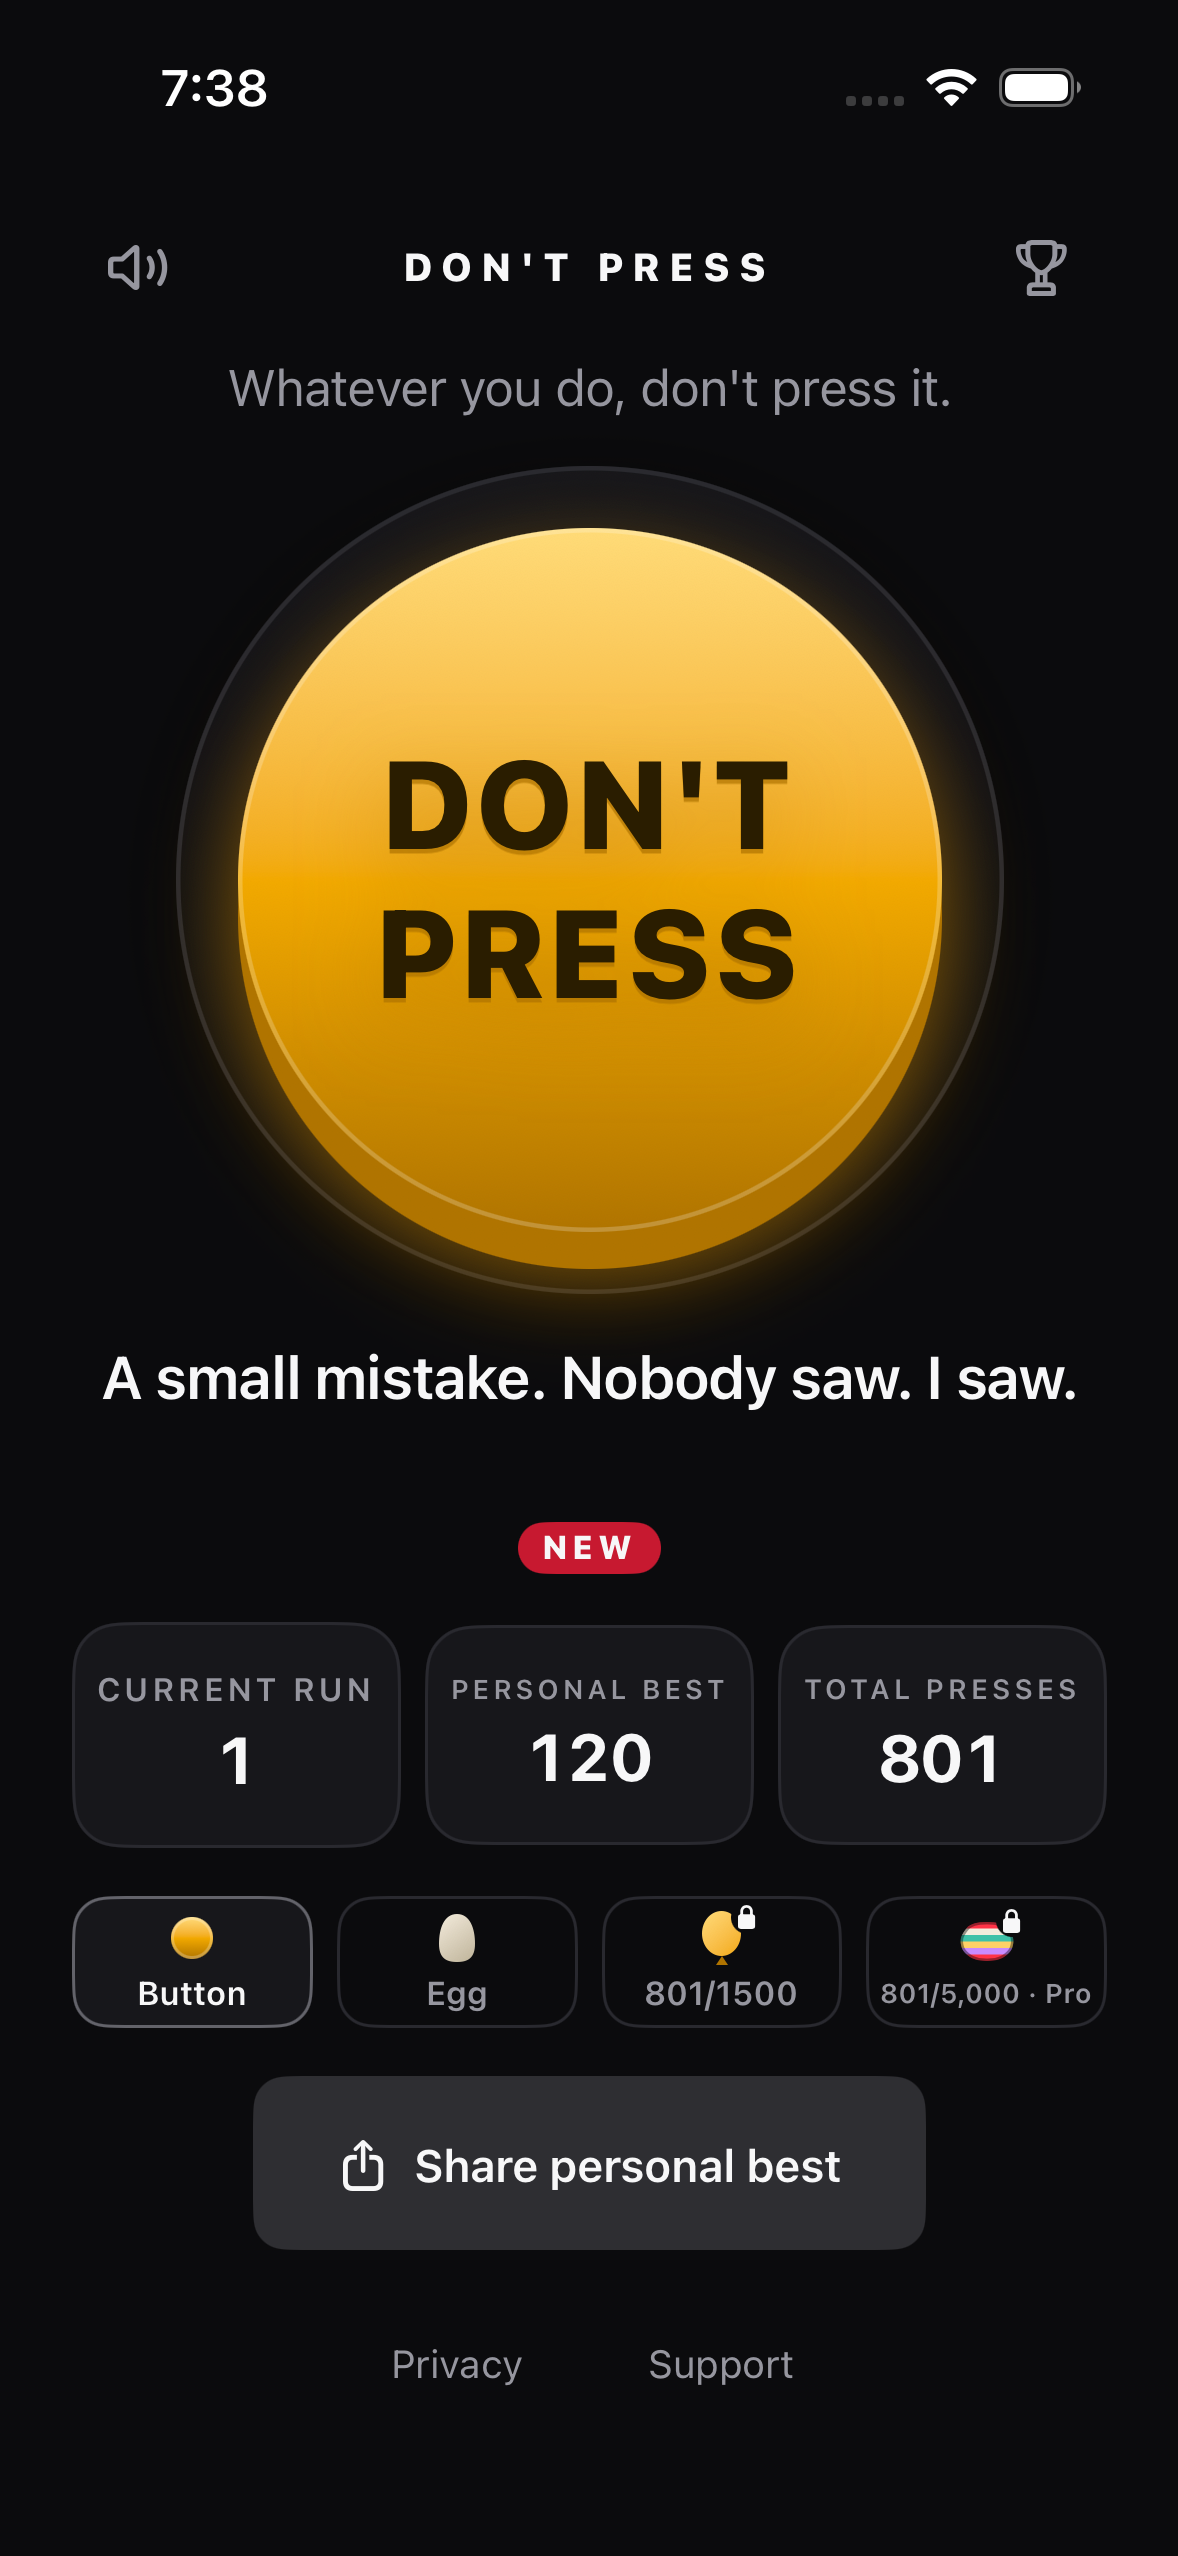 7:38
DON'T PRESS
Whatever you do, don't press it.
DON'T
PRESS
A small mistake. Nobody saw. I saw.
NEW
CURRENT RUN
1
PERSONAL BEST
120
TOTAL PRESSES
801
Button
Egg
801/1500
801/5,000 · Pro
Share personal best
Privacy
Support